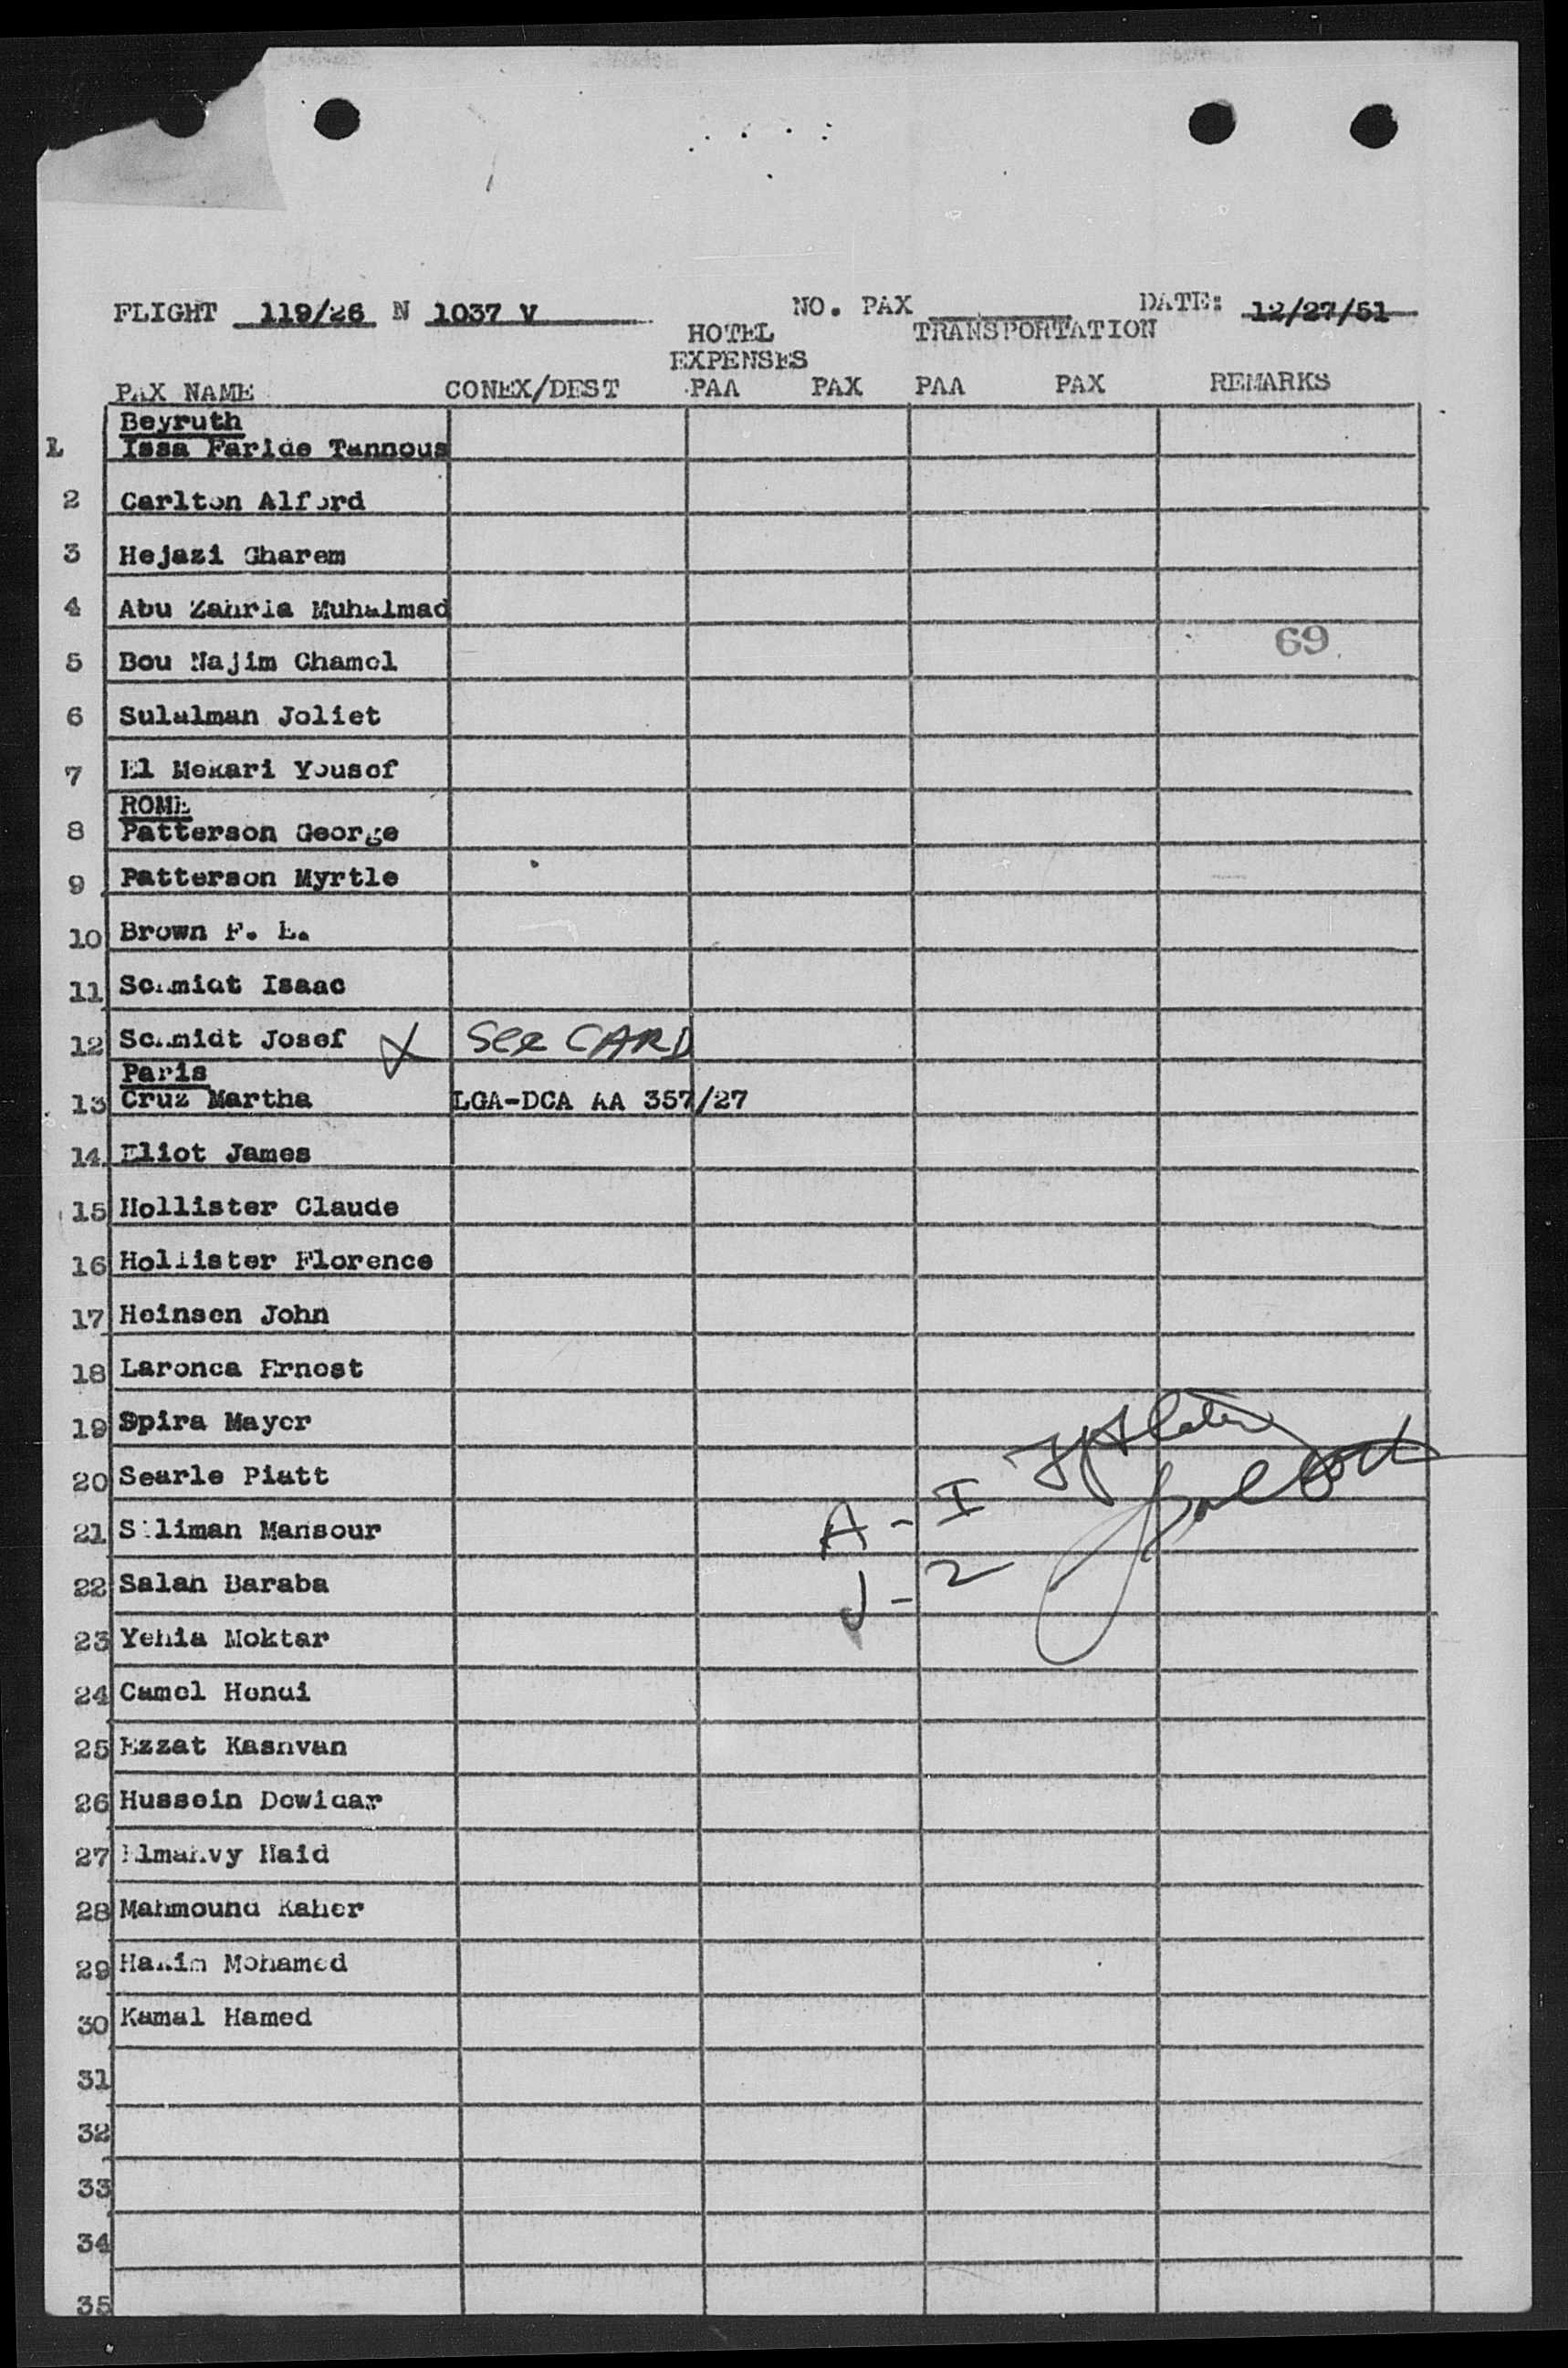 FLIGHT 119/26 N 1037 V NO. PAX DATE: 12/27/51
HOTEL TRANSPORTATION
EXPENSES
PAX NAME CONEX/DEST PAA PAX PAA PAX REMARKS
Beyruth
1 Issa Faride Tannous
2 Carlton Alford
3 Hejazi Gharem
4 Abu Zahria Muhaimad
69
5 Bou Najim Chamel
6 Sulaiman Joliet
7 El Mekari Yousef
ROME
8 Patterson George
9 Patterson Myrtle
10 Brown F. E.
11 Schmidt Isaac
12 Schmidt Josef X See CARD
Paris
13 Cruz Martha LGA-DCA AA 357/27
14 Eliot James
15 Hollister Claude
16 Hollister Florence
17 Heinsen John
18 Laronca Ernest
19 Spira Mayer
20 Searle Piatt
A - I
21 Sliman Mansour
J - 2
22 Salah Baraba
23 Yehia Moktar
24 Camel Hendi
25 Ezzat Kashvan
26 Hussein Dowidar
27 Haid
28 Mahmound Kaher
29 Hakim Mohamed
30 Kamal Hamed
31
32
33
34
35